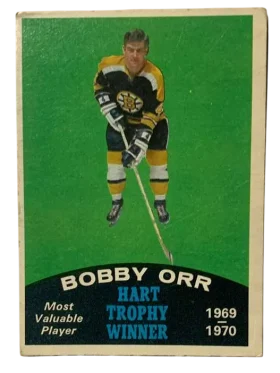 BOBBY ORR
HART
TROPHY
WINNER
Most
Valuable
Player
1969
1970